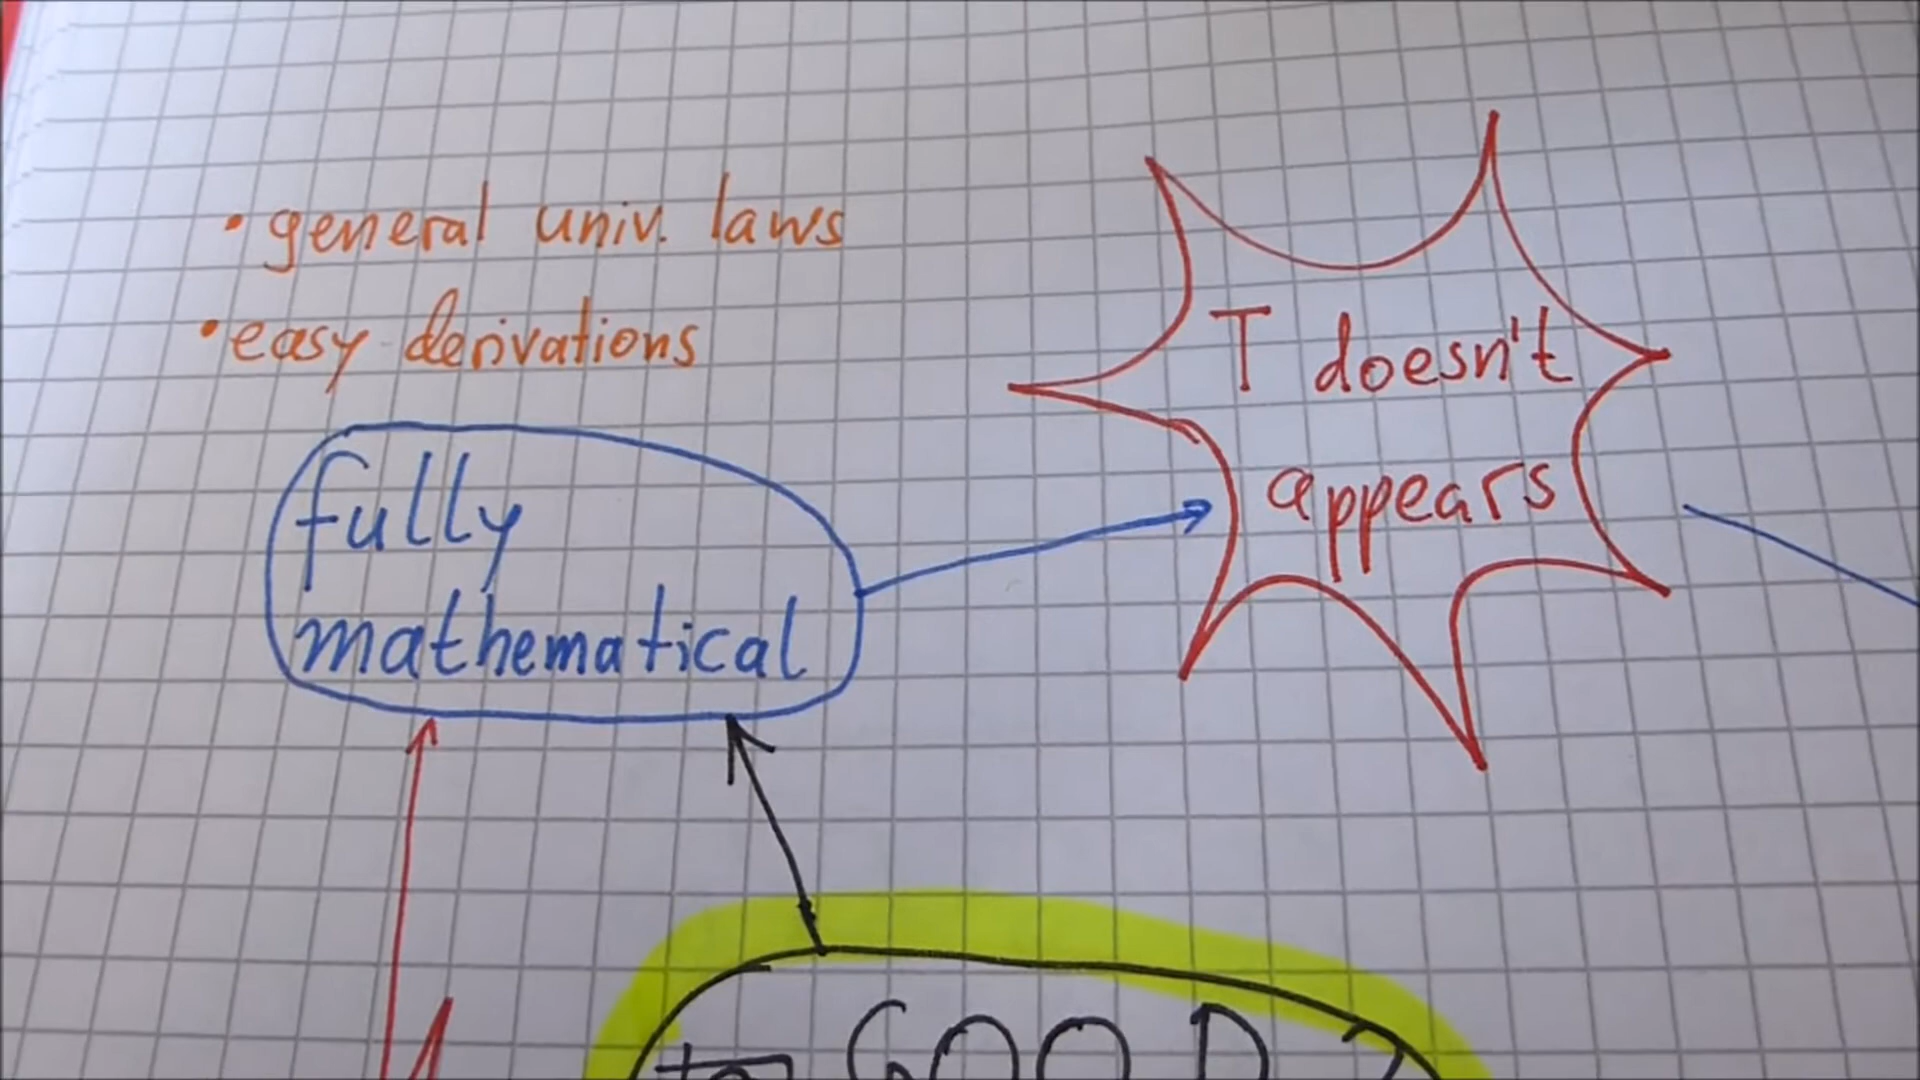 • general univ. laws
• easy derivations
fully
mathematical
T doesn't
appears
GOOD